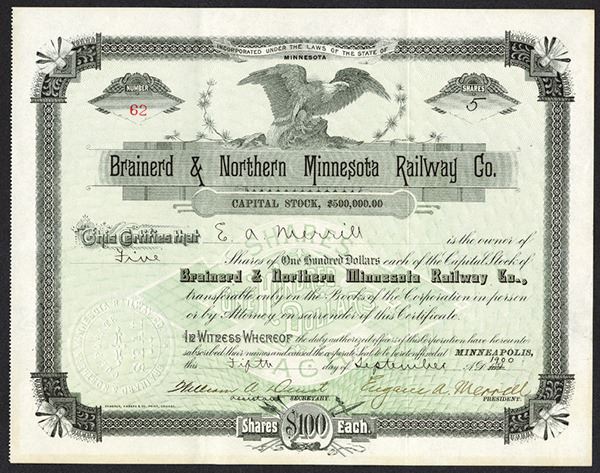 INCORPORATED UNDER THE LAWS OF THE STATE OF
MINNESOTA
NUMBER
62
SHARES
5
Brainerd & Northern Minnesota Railway Co.
CAPITAL STOCK, $500,000.00
This Certifies that E. A. Merrill is the owner of
Five Shares of One Hundred Dollars each of the Capital Stock of
Brainerd & Northern Minnesota Railway Co.,
transferable only on the Books of the Corporation in person
or by Attorney on surrender of this Certificate.
IN WITNESS WHEREOF the duly authorized officers of this Corporation have hereunto
subscribed their names and caused the corporate Seal to be hereto affixed at MINNEAPOLIS,
this Fifth day of September A.D. 1900
William A. Eugene A. Merrill
assistant SECRETARY. PRESIDENT.
Shares $100 Each.